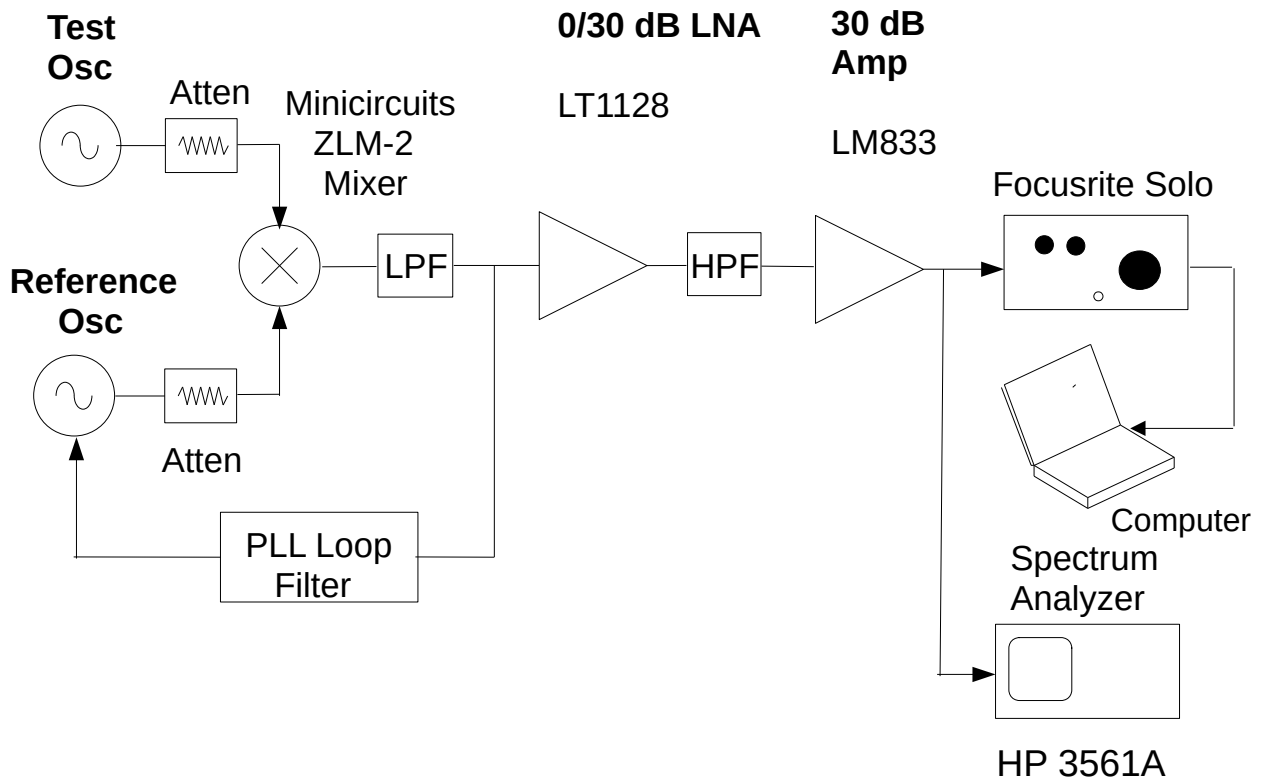 Test
Osc
Atten
Minicircuits
ZLM-2
Mixer
0/30 dB LNA
LT1128
30 dB
Amp
LM833
Focusrite Solo
LPF
HPF
Reference
Osc
Atten
PLL Loop
Filter
Computer
Spectrum
Analyzer
HP 3561A